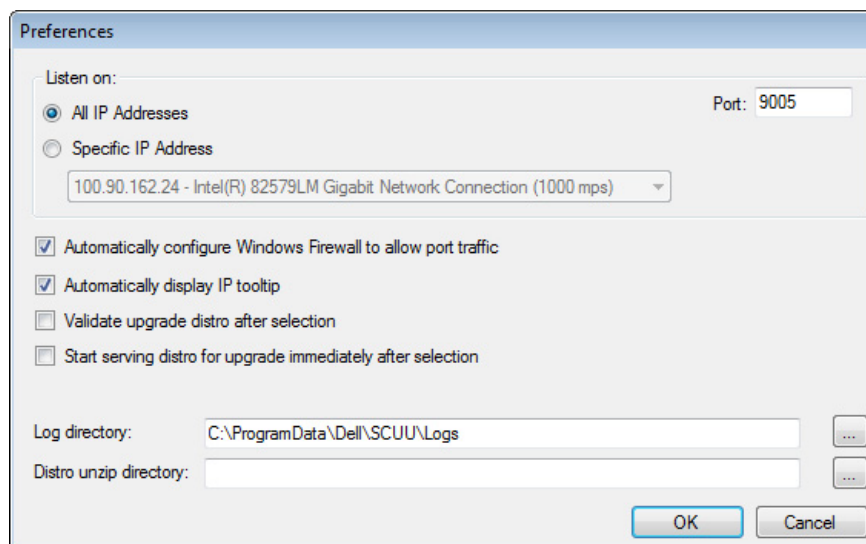 Preferences
Listen on:
All IP Addresses
Port: 9005
Specific IP Address
100.90.162.24 - Intel(R) 82579LM Gigabit Network Connection (1000 mps)
Automatically configure Windows Firewall to allow port traffic
Automatically display IP tooltip
Validate upgrade distro after selection
Start serving distro for upgrade immediately after selection
Log directory: C:\ProgramData\Dell\SCUU\Logs ...
Distro unzip directory: ...
OK Cancel